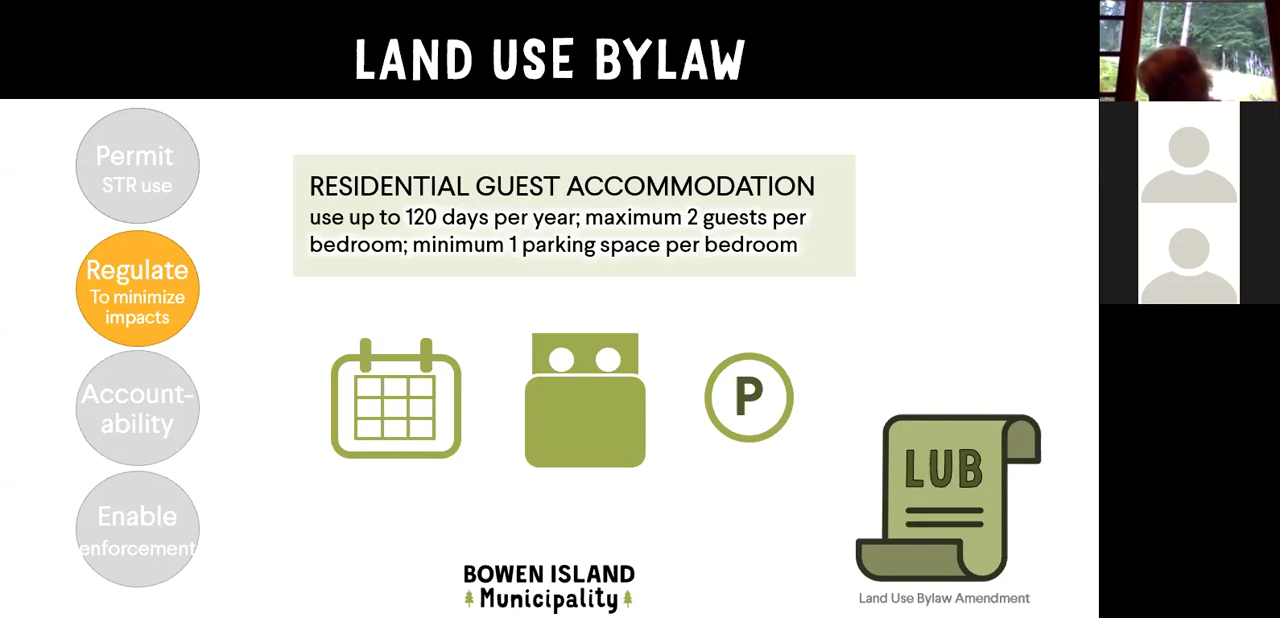 LAND USE BYLAW
Permit
STR use
Regulate
To minimize
impacts
Account-
ability
Enable
enforcement
RESIDENTIAL GUEST ACCOMMODATION
use up to 120 days per year; maximum 2 guests per
bedroom; minimum 1 parking space per bedroom
P
LUB
Land Use Bylaw Amendment
BOWEN ISLAND
Municipality